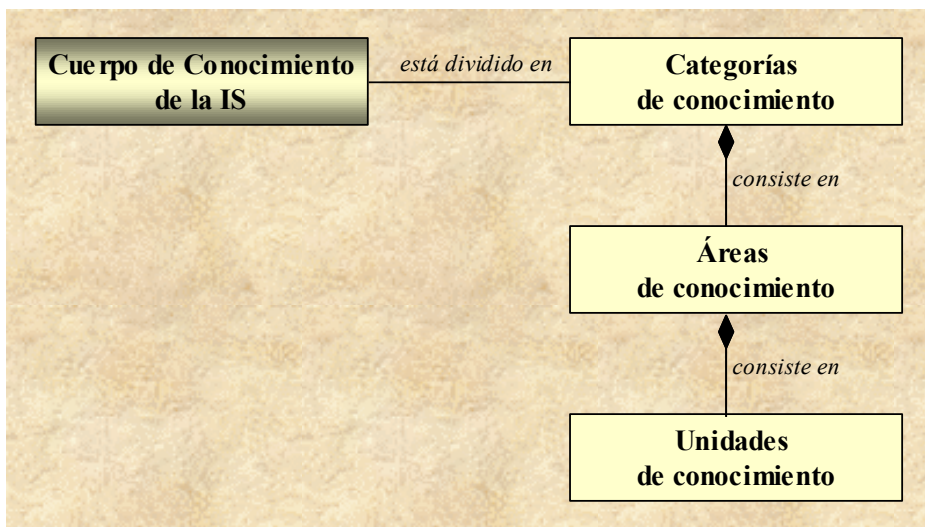 Cuerpo de Conocimiento
de la IS
está dividido en
Categorías
de conocimiento
consiste en
Áreas
de conocimiento
consiste en
Unidades
de conocimiento